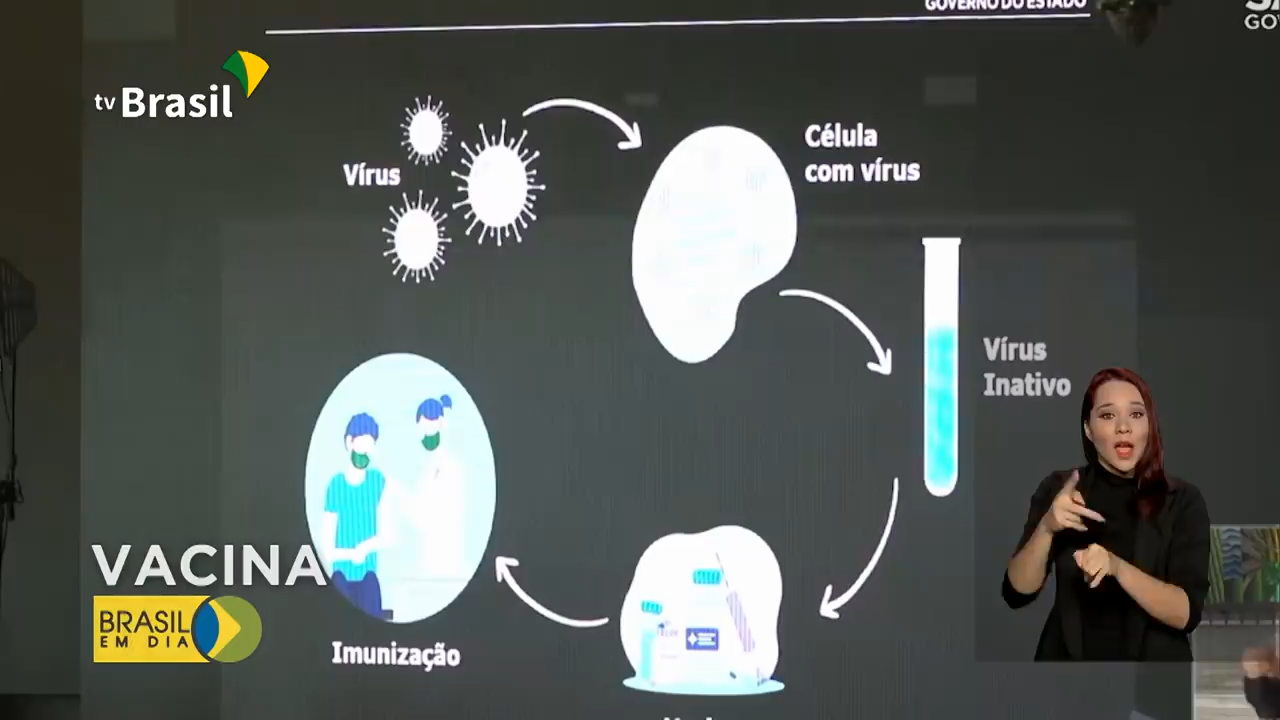 GOVERNO DO ESTADO
tv Brasil
Vírus
Célula
com vírus
Vírus
Inativo
VACINA
BRASIL
EM DIA
Imunização